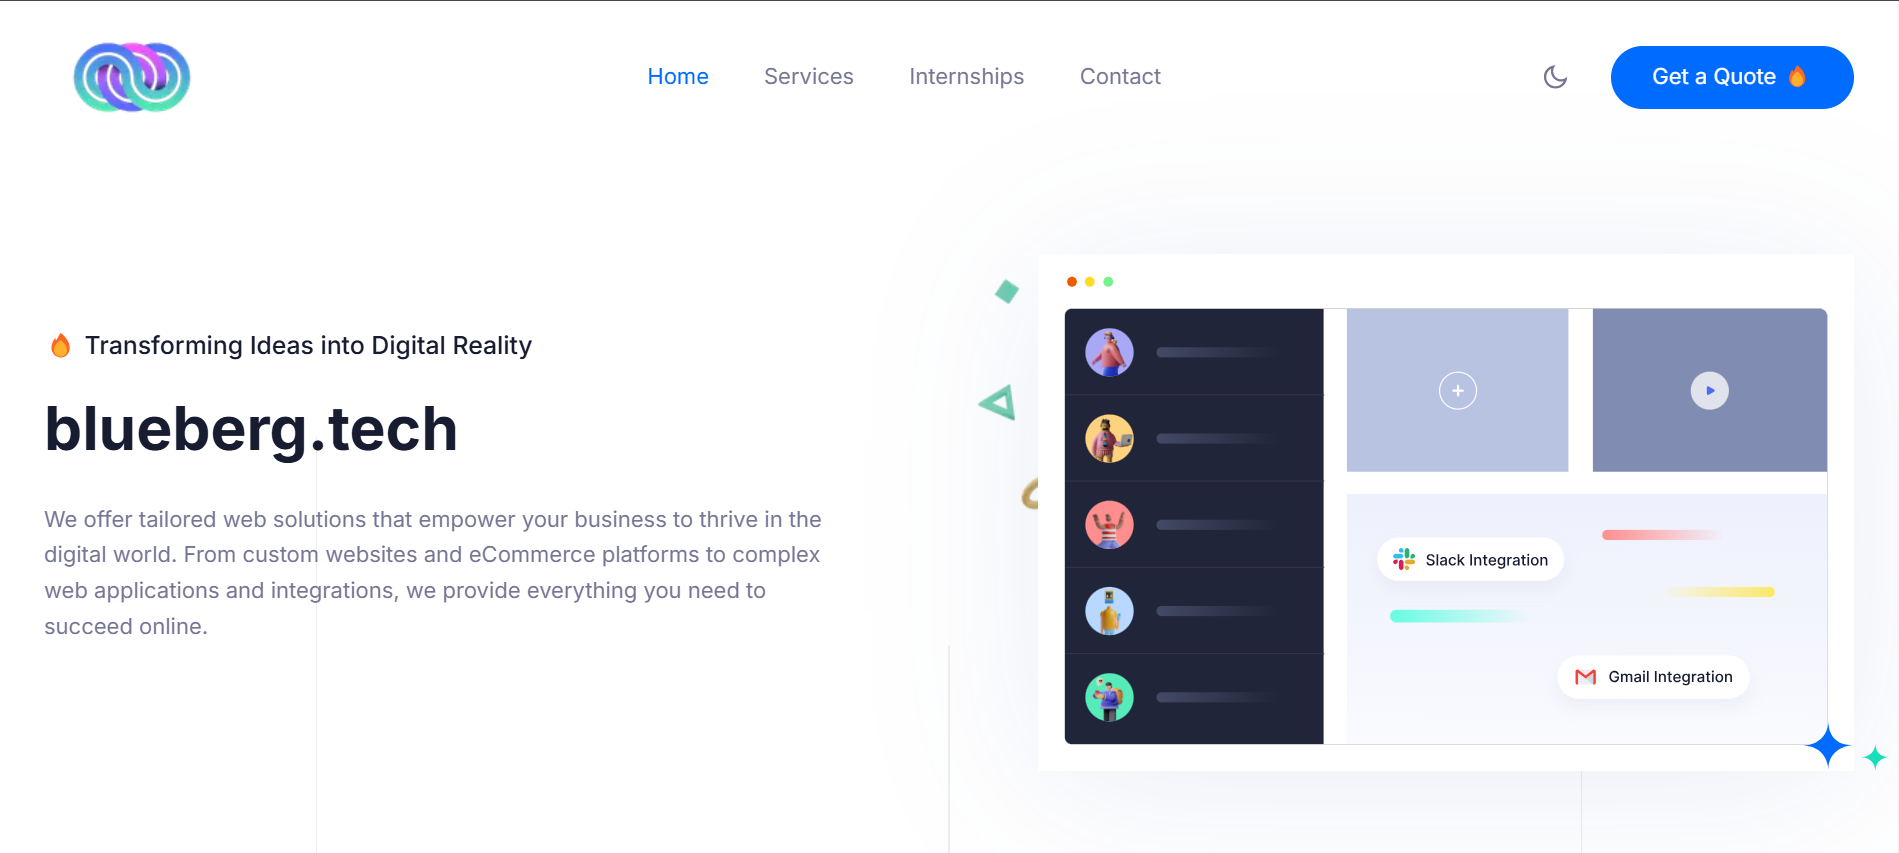 Home Services Internships Contact Get a Quote 🔥
🔥 Transforming Ideas into Digital Reality
blueberg.tech
We offer tailored web solutions that empower your business to thrive in the
digital world. From custom websites and eCommerce platforms to complex
web applications and integrations, we provide everything you need to
succeed online.
Slack Integration
Gmail Integration